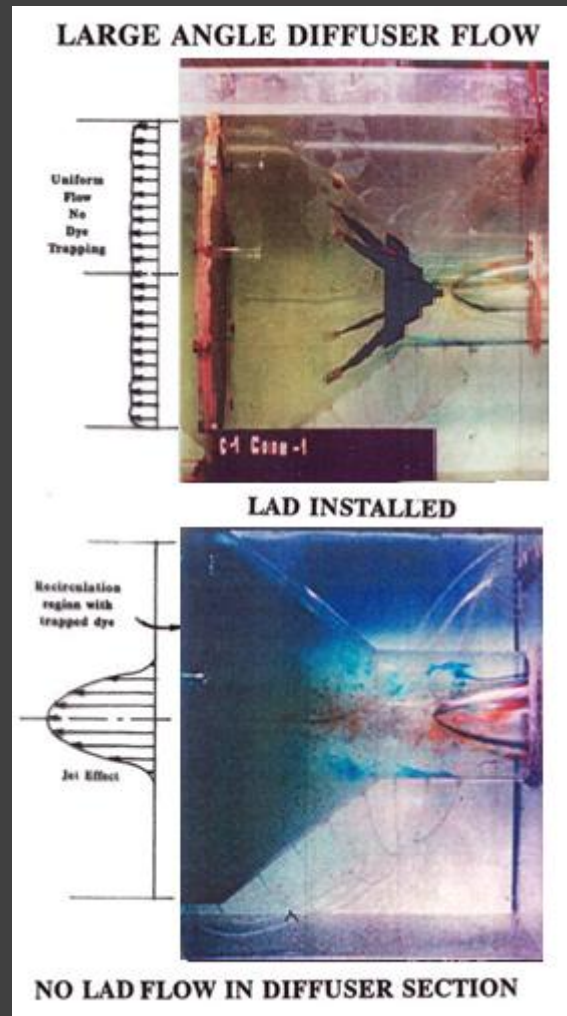 LARGE ANGLE DIFFUSER FLOW
Uniform
Flow
No
Dye
Trapping
C-1 Cone-1
LAD INSTALLED
Recirculation
region with
trapped dye
Jet Effect
NO LAD FLOW IN DIFFUSER SECTION